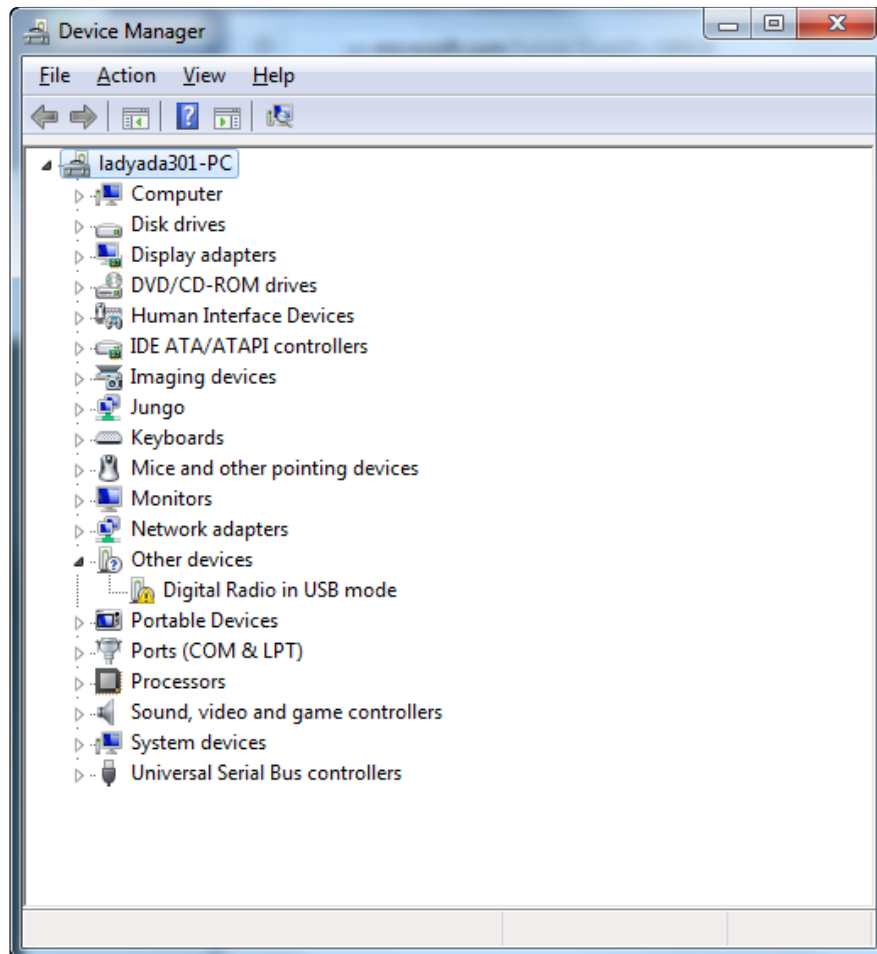 Device Manager
File Action View Help
ladyada301-PC
Computer
Disk drives
Display adapters
DVD/CD-ROM drives
Human Interface Devices
IDE ATA/ATAPI controllers
Imaging devices
Jungo
Keyboards
Mice and other pointing devices
Monitors
Network adapters
Other devices
Digital Radio in USB mode
Portable Devices
Ports (COM & LPT)
Processors
Sound, video and game controllers
System devices
Universal Serial Bus controllers